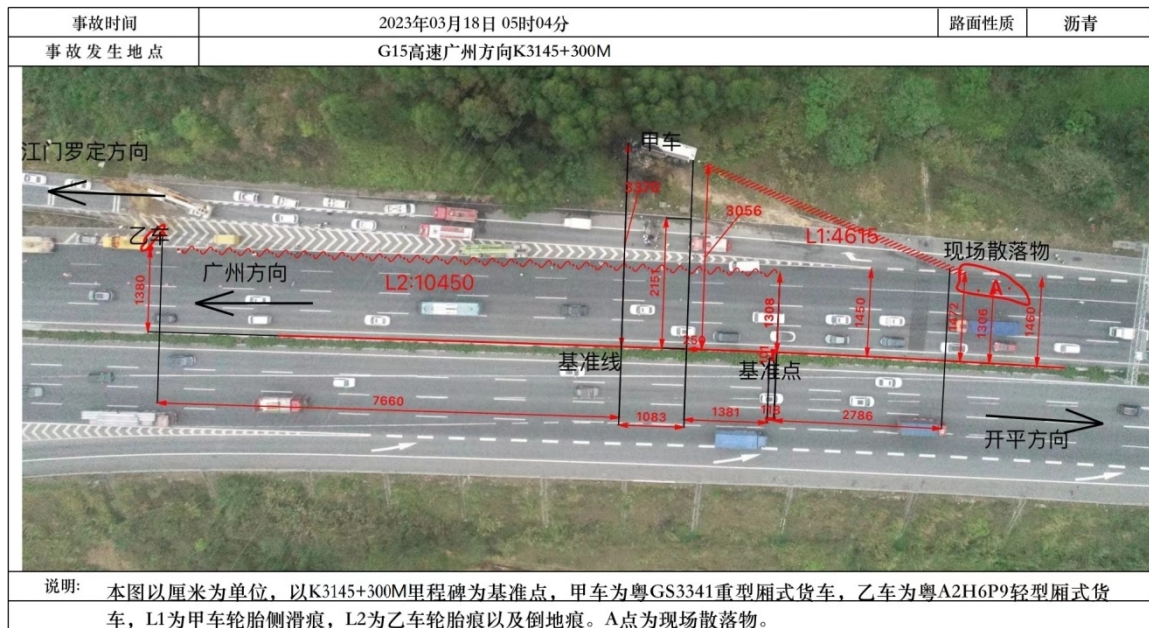 事故时间 2023年03月18日 05时04分 路面性质 沥青
事故发生地点 G15高速广州方向K3145+300M
甲车
江门罗定方向
3370
3056
L1:4615
乙车
现场散落物
广州方向
A
L2:10450
1380
2151
1308
1450
1306
1460
基准线
基准点
7660
1083
1381
118
2786
开平方向
说明: 本图以厘米为单位，以K3145+300M里程碑为基准点，甲车为粤GS3341重型厢式货车，乙车为粤A2H6P9轻型厢式货
车，L1为甲车轮胎侧滑痕，L2为乙车轮胎痕以及倒地痕。A点为现场散落物。